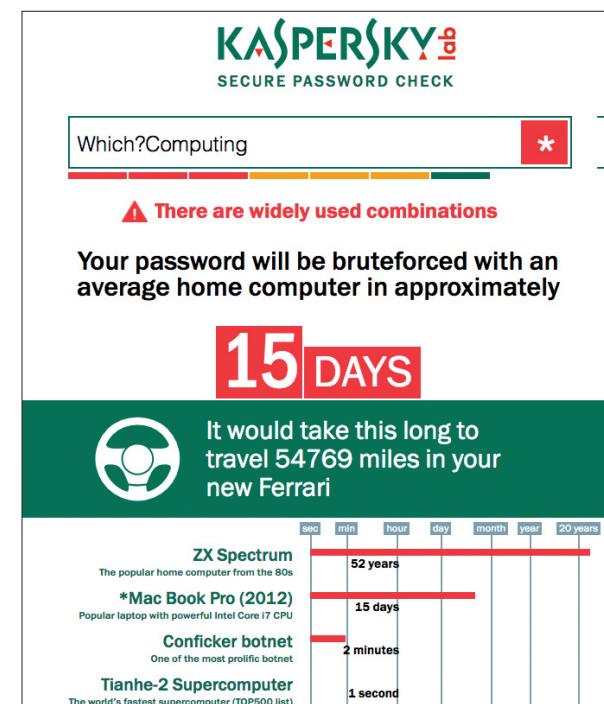 KASPERSKY lab
SECURE PASSWORD CHECK
Which?Computing
*
There are widely used combinations
Your password will be bruteforced with an
average home computer in approximately
15 DAYS
It would take this long to
travel 54769 miles in your
new Ferrari
sec min hour day month year 20 years
ZX Spectrum
The popular home computer from the 80s
52 years
*Mac Book Pro (2012)
Popular laptop with powerful Intel Core i7 CPU
15 days
Conficker botnet
One of the most prolific botnet
2 minutes
Tianhe-2 Supercomputer
The world's fastest supercomputer (TOP500 list)
1 second